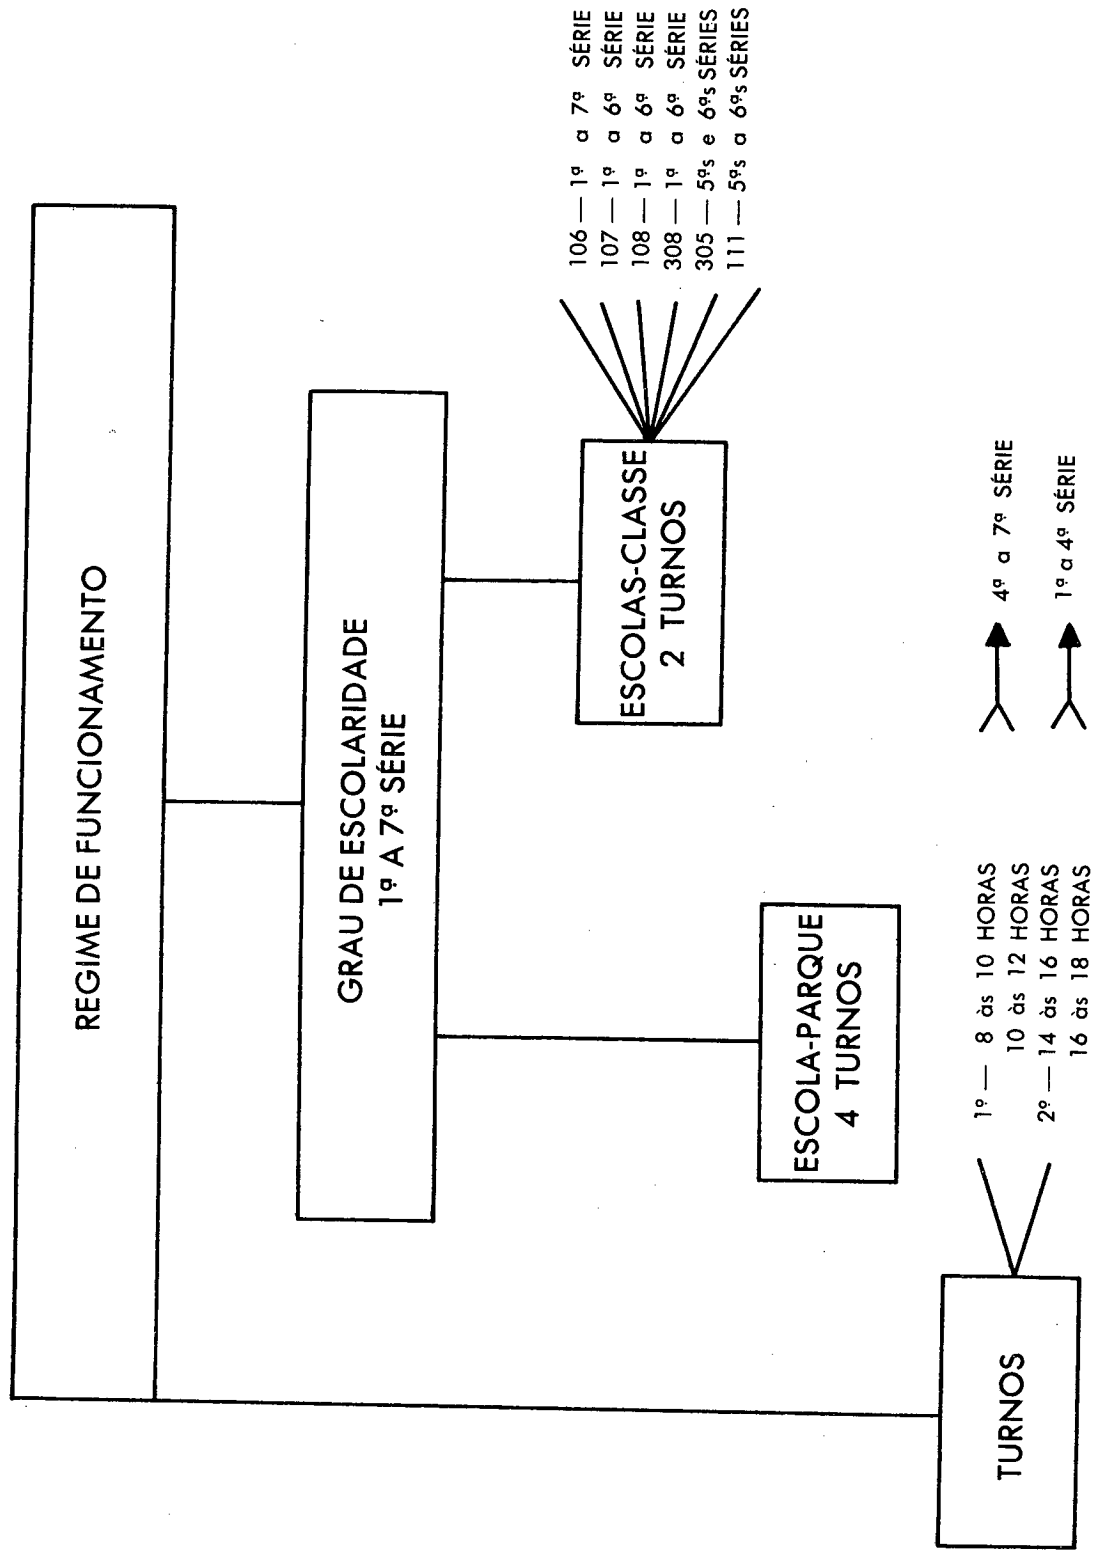 REGIME DE FUNCIONAMENTO
GRAU DE ESCOLARIDADE
1ª A 7ª SÉRIE
ESCOLAS-CLASSE
2 TURNOS
106 — 1ª a 7ª SÉRIE
107 — 1ª a 6ª SÉRIE
108 — 1ª a 6ª SÉRIE
308 — 1ª a 6ª SÉRIE
305 — 5ªs e 6ªs SÉRIES
111 — 5ªs a 6ªs SÉRIES
ESCOLA-PARQUE
4 TURNOS
TURNOS
1º — 8 às 10 HORAS
10 às 12 HORAS
2º — 14 às 16 HORAS
16 às 18 HORAS
4ª a 7ª SÉRIE
1ª a 4ª SÉRIE